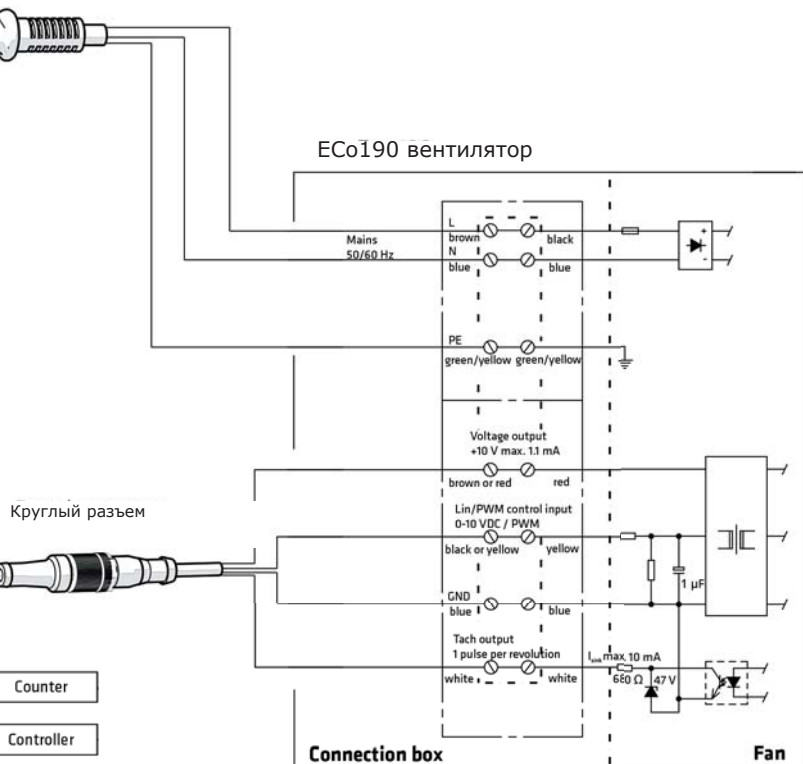 ECo190 вентилятор
L
brown
black
Mains
50/60 Hz
N
blue
blue
PE
green/yellow green/yellow
Voltage output
+10 V max. 1.1 mA
brown or red
red
Круглый разъем
Lin/PWM control input
0-10 VDC / PWM
black or yellow
yellow
1 µF
GND
blue
blue
Tach output
1 pulse per revolution
Isink max. 10 mA
white
white
680 Ω
47 V
+
-
Counter
Controller
Connection box
Fan